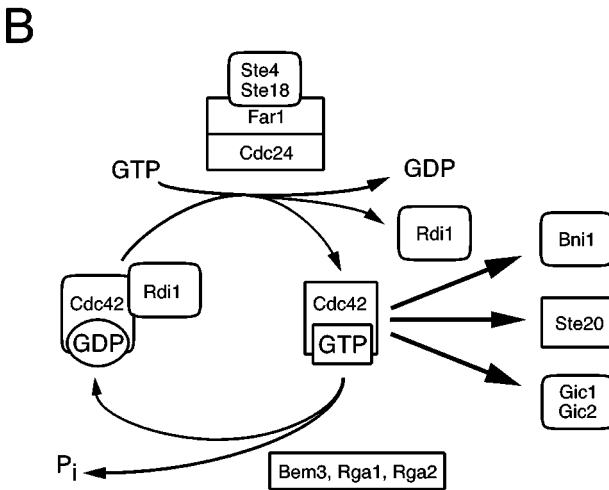 B
Ste4
Ste18
Far1
Cdc24
GTP
GDP
Rdi1
Bni1
Cdc42
Rdi1
GDP
Cdc42
GTP
Ste20
Gic1
Gic2
Pi
Bem3, Rga1, Rga2